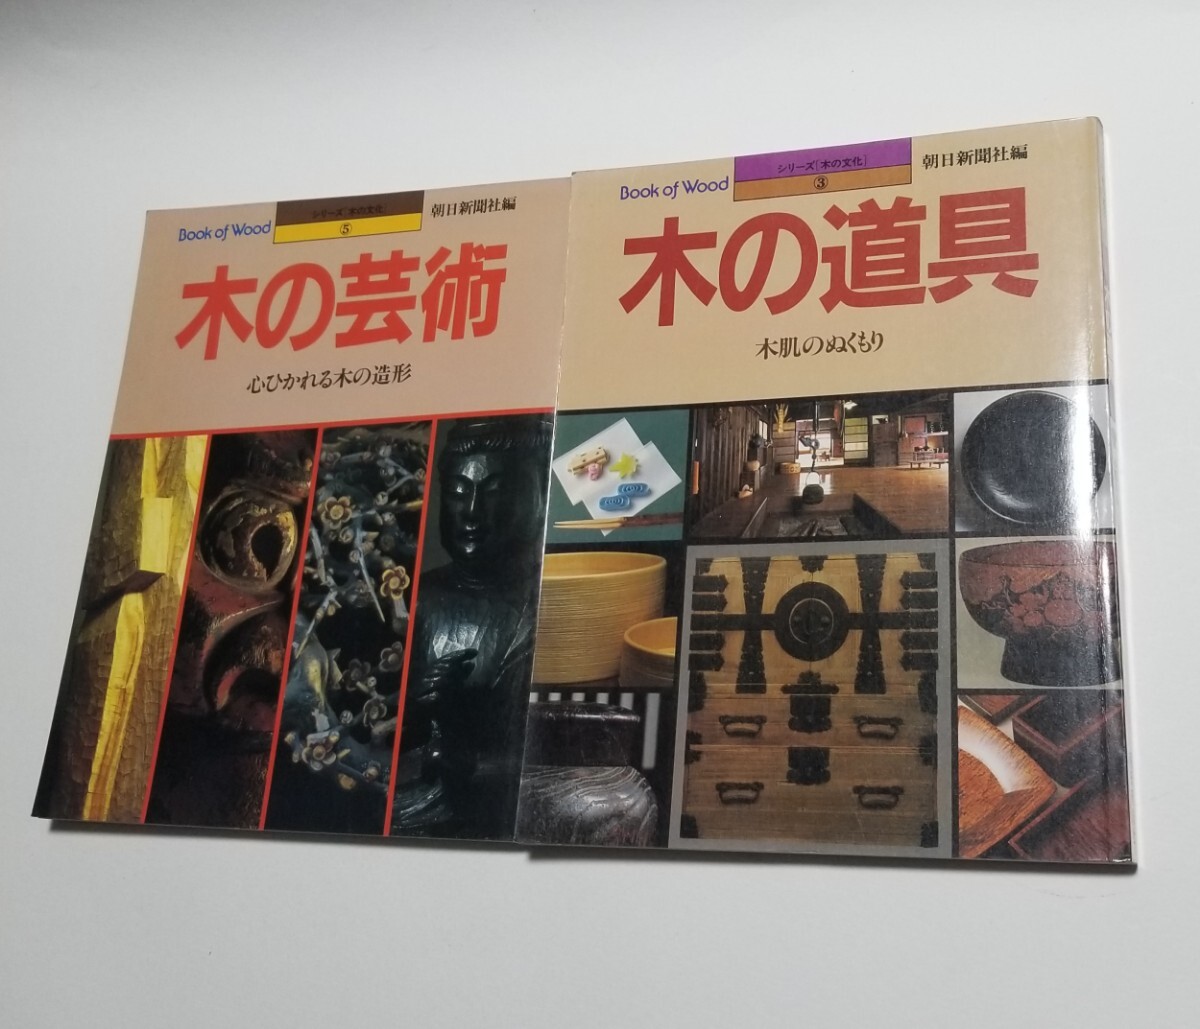 Book of Wood
シリーズ「木の文化」
⑤
朝日新聞社編
木の芸術
心ひかれる木の造形
Book of Wood
シリーズ「木の文化」
③
朝日新聞社編
木の道具
木肌のぬくもり